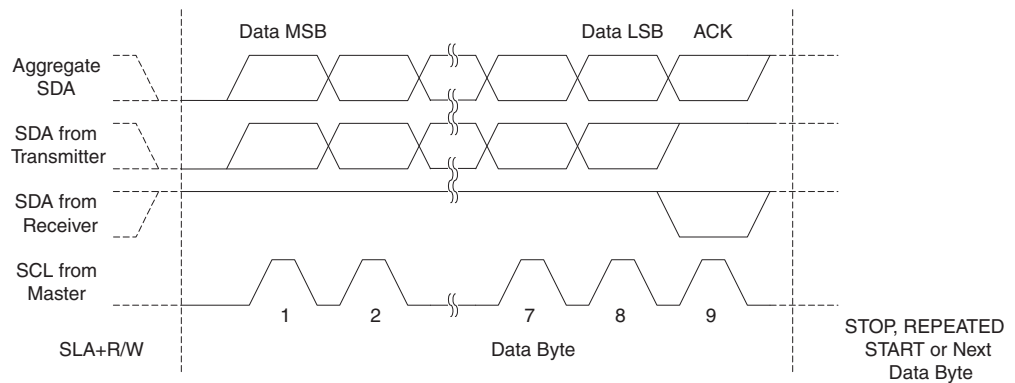 Data MSB
Data LSB
ACK
Aggregate
SDA
SDA from
Transmitter
SDA from
Receiver
SCL from
Master
1
2
7
8
9
SLA+R/W
Data Byte
STOP, REPEATED
START or Next
Data Byte